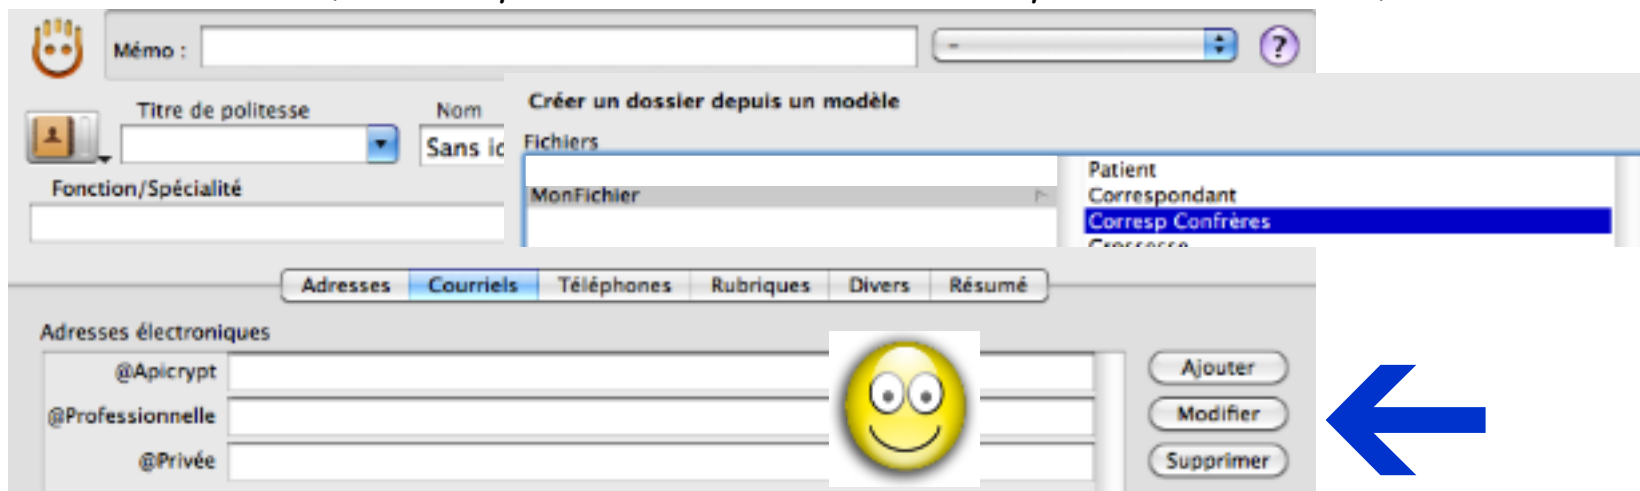 Mémo :
-
?
Titre de politesse
Nom
Créer un dossier depuis un modèle
Sans
Fichiers
Fonction/Spécialité
Patient
MonFichier
Correspondant
Corresp Confrères
Adresses
Courriels
Téléphones
Rubriques
Divers
Résumé
Adresses électroniques
@Apicrypt
Ajouter
@Professionnelle
Modifier
@Privée
Supprimer